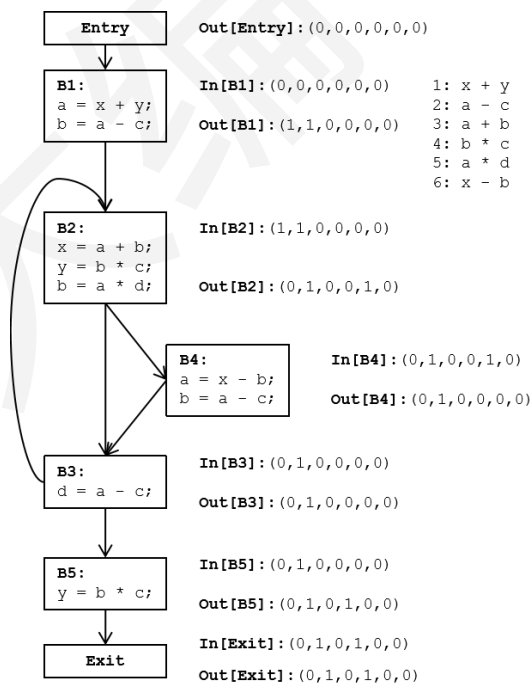 Entry
Out[Entry]:(0,0,0,0,0,0)
B1:
a = x + y;
b = a - c;
In[B1]:(0,0,0,0,0,0)
Out[B1]:(1,1,0,0,0,0)
1: x + y
2: a - c
3: a + b
4: b * c
5: a * d
6: x - b
B2:
x = a + b;
y = b * c;
b = a * d;
In[B2]:(1,1,0,0,0,0)
Out[B2]:(0,1,0,0,1,0)
B4:
a = x - b;
b = a - c;
In[B4]:(0,1,0,0,1,0)
Out[B4]:(0,1,0,0,0,0)
B3:
d = a - c;
In[B3]:(0,1,0,0,0,0)
Out[B3]:(0,1,0,0,0,0)
B5:
y = b * c;
In[B5]:(0,1,0,0,0,0)
Out[B5]:(0,1,0,1,0,0)
Exit
In[Exit]:(0,1,0,1,0,0)
Out[Exit]:(0,1,0,1,0,0)